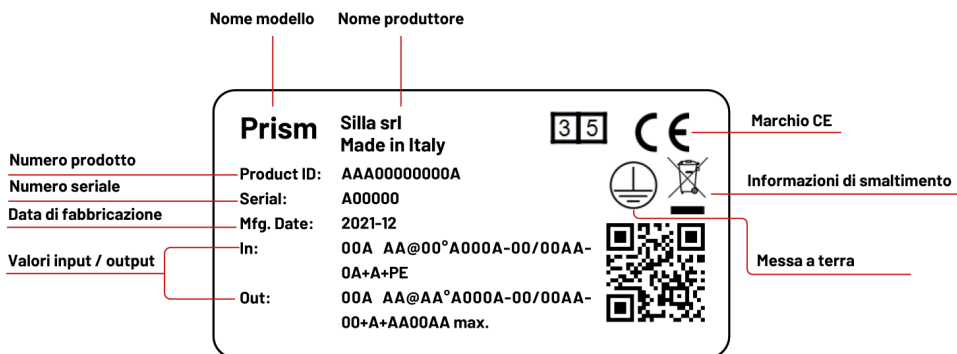 Nome modello Nome produttore
Prism Silla srl 3 5 CE Marchio CE
Made in Italy
Numero prodotto Product ID: AAA00000000A
Numero seriale Serial: A00000 Informazioni di smaltimento
Data di fabbricazione Mfg. Date: 2021-12
Valori input / output In: 00A AA@00°A000A-00/00AA-
0A+A+PE Messa a terra
Out: 00A AA@AA°A000A-00/00AA-
00+A+AA00AA max.